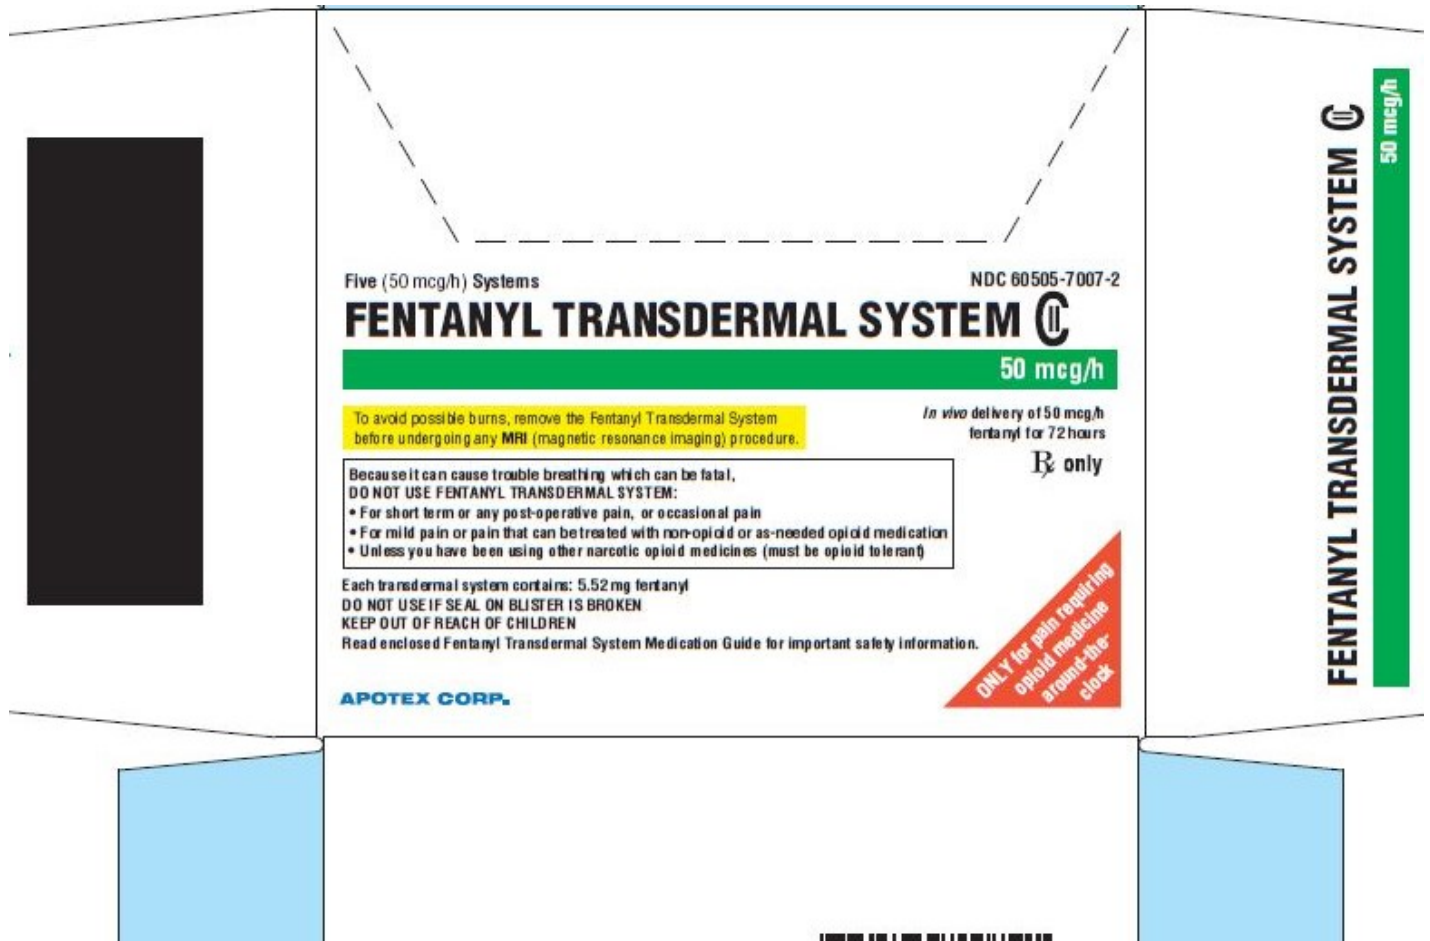 Five (50 mcg/h) Systems
NDC 60505-7007-2
FENTANYL TRANSDERMAL SYSTEM CII
50 mcg/h
To avoid possible burns, remove the Fentanyl Transdermal System
before undergoing any MRI (magnetic resonance imaging) procedure.
In vivo delivery of 50 mcg/h
fentanyl for 72 hours
Rx only
Because it can cause trouble breathing which can be fatal,
DO NOT USE FENTANYL TRANSDERMAL SYSTEM:
• For short term or any post-operative pain, or occasional pain
• For mild pain or pain that can be treated with non-opioid or as-needed opioid medication
• Unless you have been using other narcotic opioid medicines (must be opioid tolerant)
Each transdermal system contains: 5.52 mg fentanyl
DO NOT USE IF SEAL ON BLISTER IS BROKEN
KEEP OUT OF REACH OF CHILDREN
Read enclosed Fentanyl Transdermal System Medication Guide for important safety information.
ONLY for pain requiring
opioid medicine
around-the-
clock
APOTEX CORP.
FENTANYL TRANSDERMAL SYSTEM CII
50 mcg/h